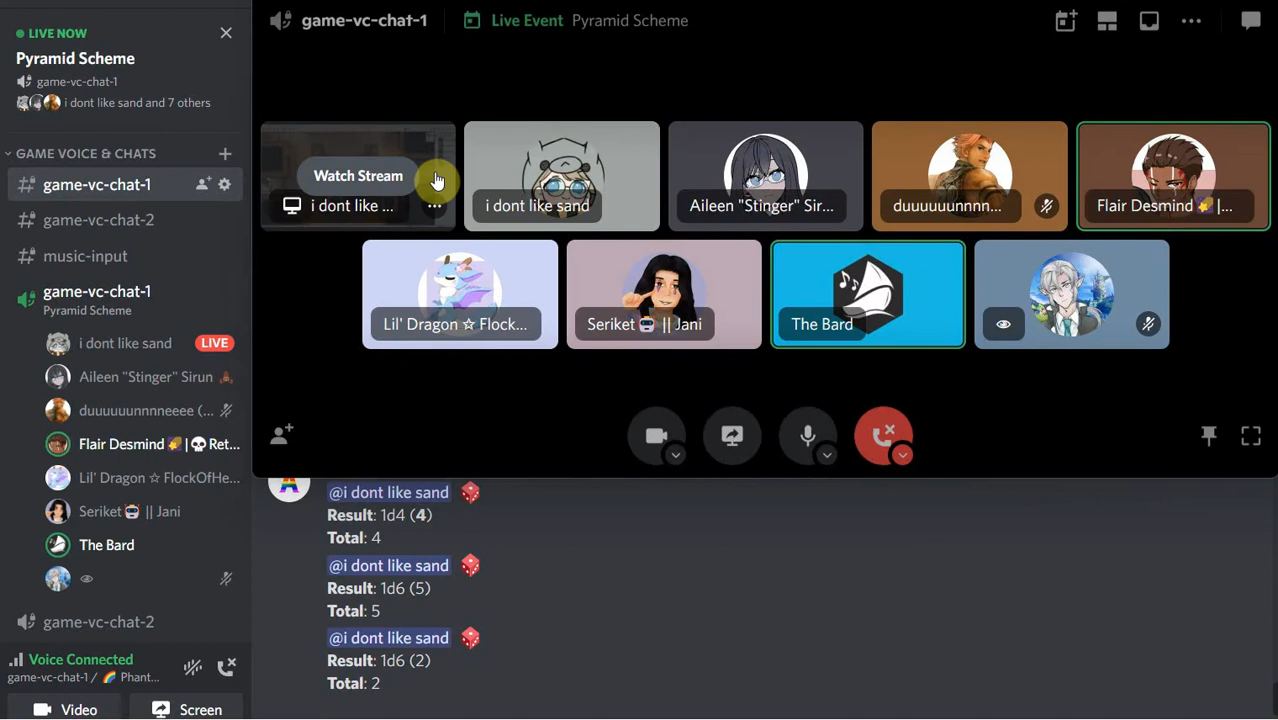 LIVE NOW
Pyramid Scheme
game-vc-chat-1
i dont like sand and 7 others
GAME VOICE & CHATS
game-vc-chat-1
game-vc-chat-2
music-input
game-vc-chat-1
Pyramid Scheme
i dont like sand LIVE
Aileen "Stinger" Sirun
duuuuuunnnneeee (...
Flair Desmind 🌠|💀Ret...
Lil' Dragon ☆ FlockOfHe...
Seriket 🤖 || Jani
The Bard
👁
game-vc-chat-2
Voice Connected
game-vc-chat-1 / 🌈 Phant...
Video Screen
game-vc-chat-1 Live Event Pyramid Scheme
Watch Stream
i dont like ...
i dont like sand
Aileen "Stinger" Sir...
duuuuuunnnn...
Flair Desmind 🌠|...
Lil' Dragon ☆ Flock...
Seriket 🤖 || Jani
The Bard
👁
@i dont like sand 🎲
Result: 1d4 (4)
Total: 4
@i dont like sand 🎲
Result: 1d6 (5)
Total: 5
@i dont like sand 🎲
Result: 1d6 (2)
Total: 2